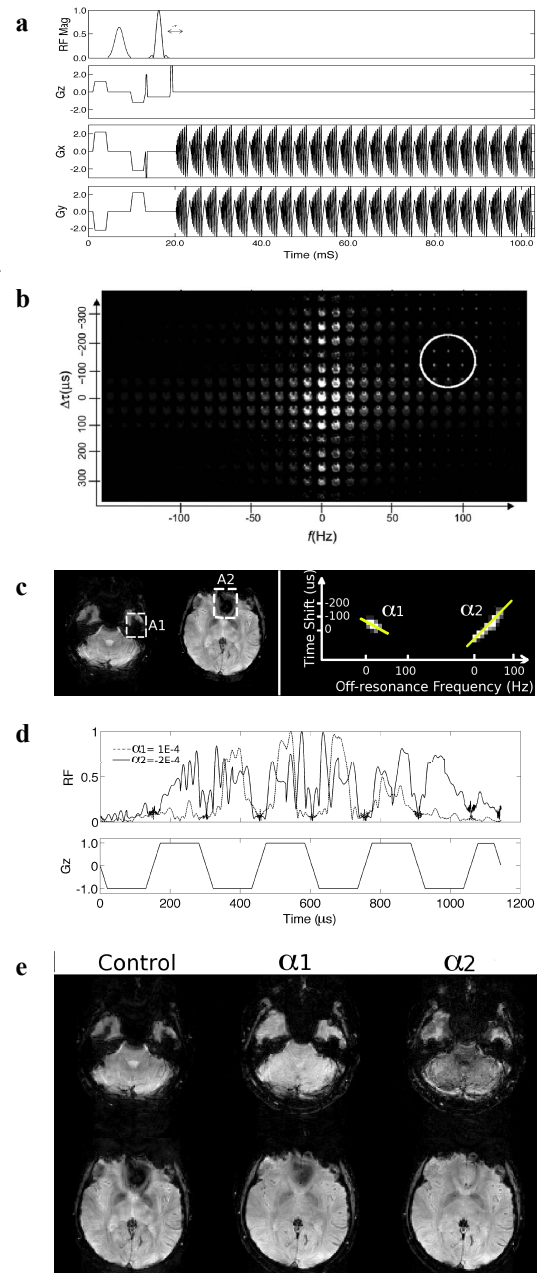 a
RF Mag
1.0
0.5
0.0
τ
Gz
2.0
0.0
-2.0
Gx
2.0
0.0
-2.0
Gy
2.0
0.0
-2.0
0 20.0 40.0 60.0 80.0 100.0
Time (mS)
b
Δτ(μs)
-300
-200
-100
0
100
200
300
-100 -50 0 50 100
f(Hz)
c
A1
A2
Time Shift (us)
-200
-100
0
α1
α2
0 100 0 100
Off-resonance Frequency (Hz)
d
RF
1
0.5
0
α1= 1E-4
α2=-2E-4
Gz
1.0
0
-1.0
0 200 400 600 800 1000 1200
Time (μs)
e
Control α1 α2